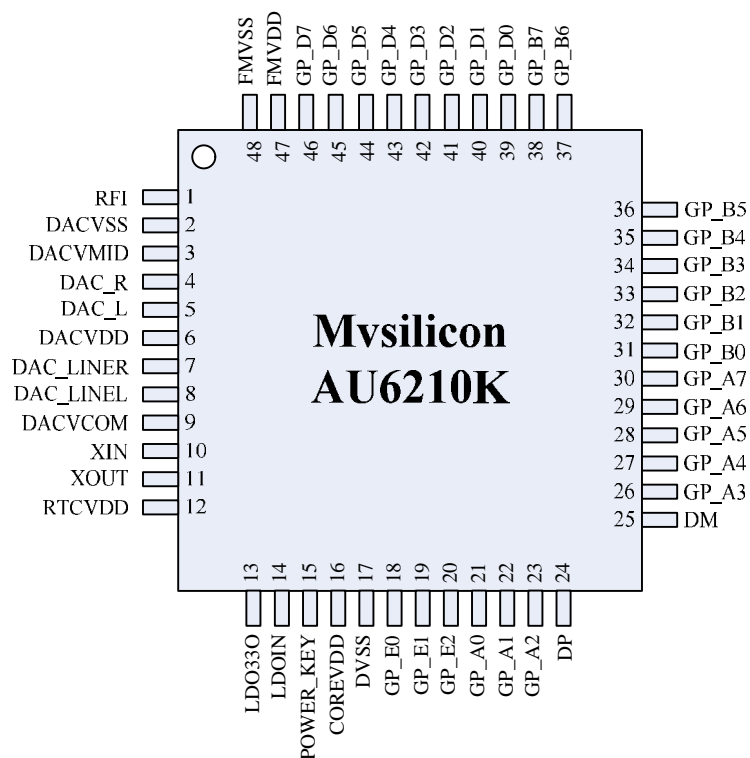 FMVSS
FMVDD
GP_D7
GP_D6
GP_D5
GP_D4
GP_D3
GP_D2
GP_D1
GP_D0
GP_B7
GP_B6
48
47
46
45
44
43
42
41
40
39
38
37
RFI 1
DACVSS 2
DACVMID 3
DAC_R 4
DAC_L 5
DACVDD 6
DAC_LINER 7
DAC_LINEL 8
DACVCOM 9
XIN 10
XOUT 11
RTCVDD 12
Mvsilicon
AU6210K
36 GP_B5
35 GP_B4
34 GP_B3
33 GP_B2
32 GP_B1
31 GP_B0
30 GP_A7
29 GP_A6
28 GP_A5
27 GP_A4
26 GP_A3
25 DM
13
14
15
16
17
18
19
20
21
22
23
24
LDO33O
LDOIN
POWER_KEY
COREVDD
DVSS
GP_E0
GP_E1
GP_E2
GP_A0
GP_A1
GP_A2
DP